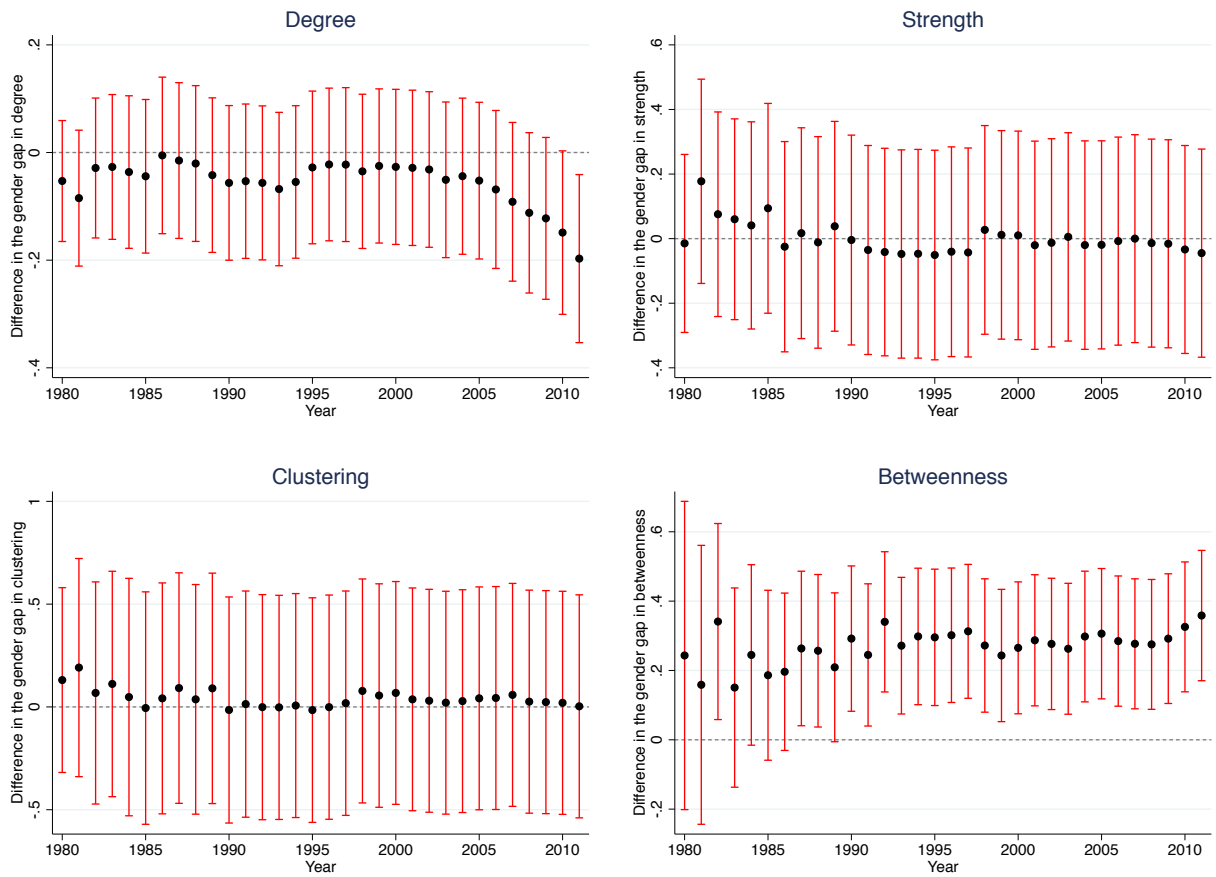 Degree
Difference in the gender gap in degree
.2
0
-.2
-.4
1980 1985 1990 1995 2000 2005 2010
Year
Strength
Difference in the gender gap in strength
.6
.4
.2
0
-.2
-.4
1980 1985 1990 1995 2000 2005 2010
Year
Clustering
Difference in the gender gap in clustering
1
.5
0
-.5
1980 1985 1990 1995 2000 2005 2010
Year
Betweenness
Difference in the gender gap in betweenness
.6
.4
.2
0
-.2
1980 1985 1990 1995 2000 2005 2010
Year